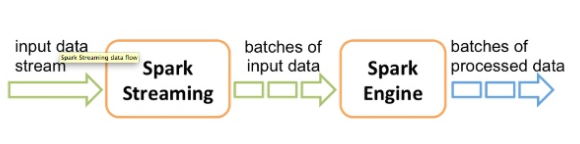 input data
stream
Spark Streaming data flow
Spark
Streaming
batches of
input data
Spark
Engine
batches of
processed data